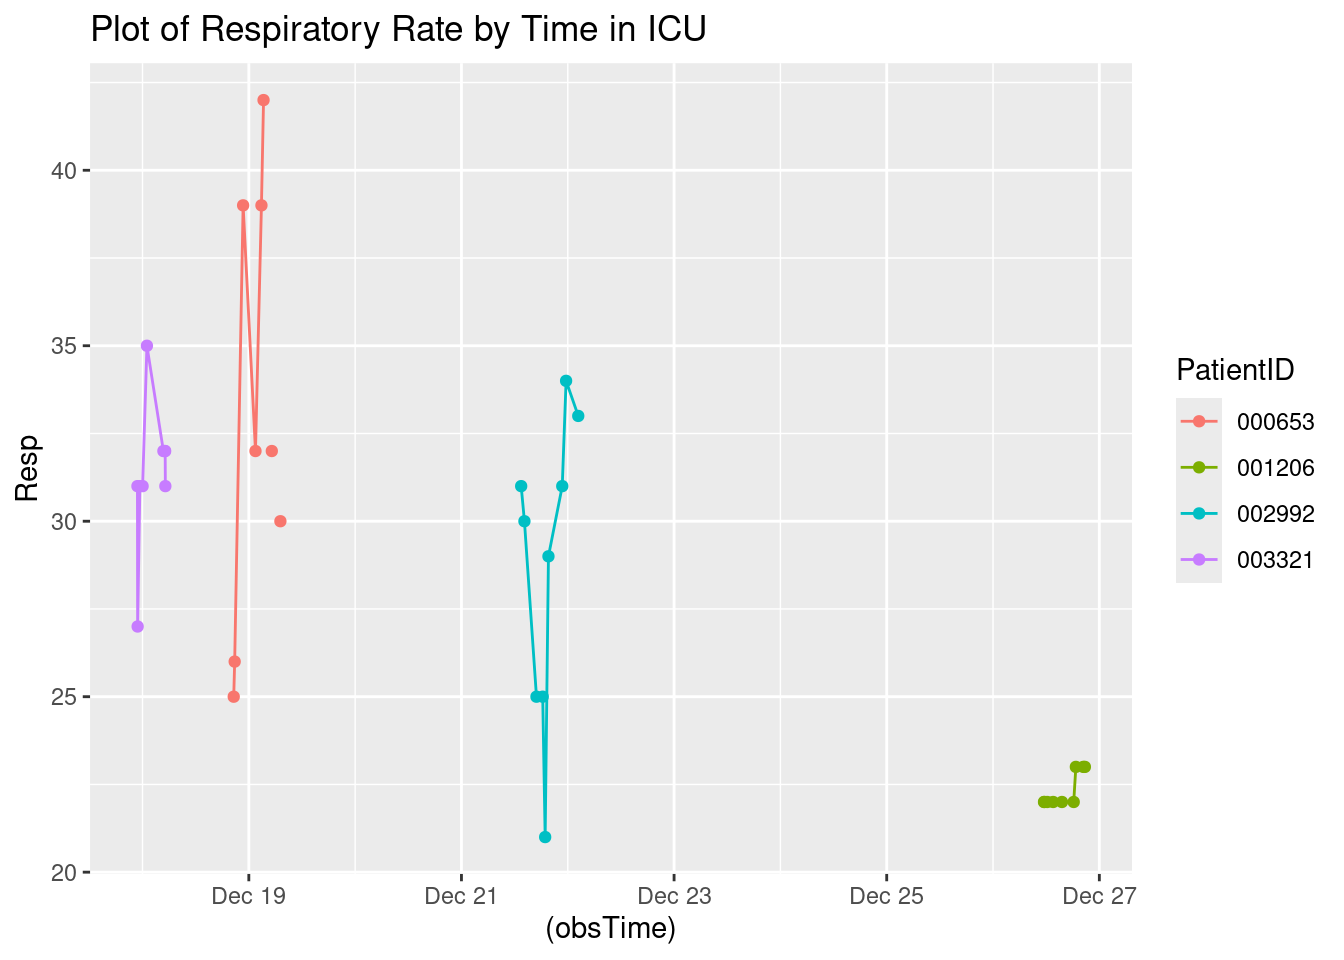 Plot of Respiratory Rate by Time in ICU
40
35
30
25
20
Resp
Dec 19
Dec 21
Dec 23
Dec 25
Dec 27
(obsTime)
PatientID
000653
001206
002992
003321